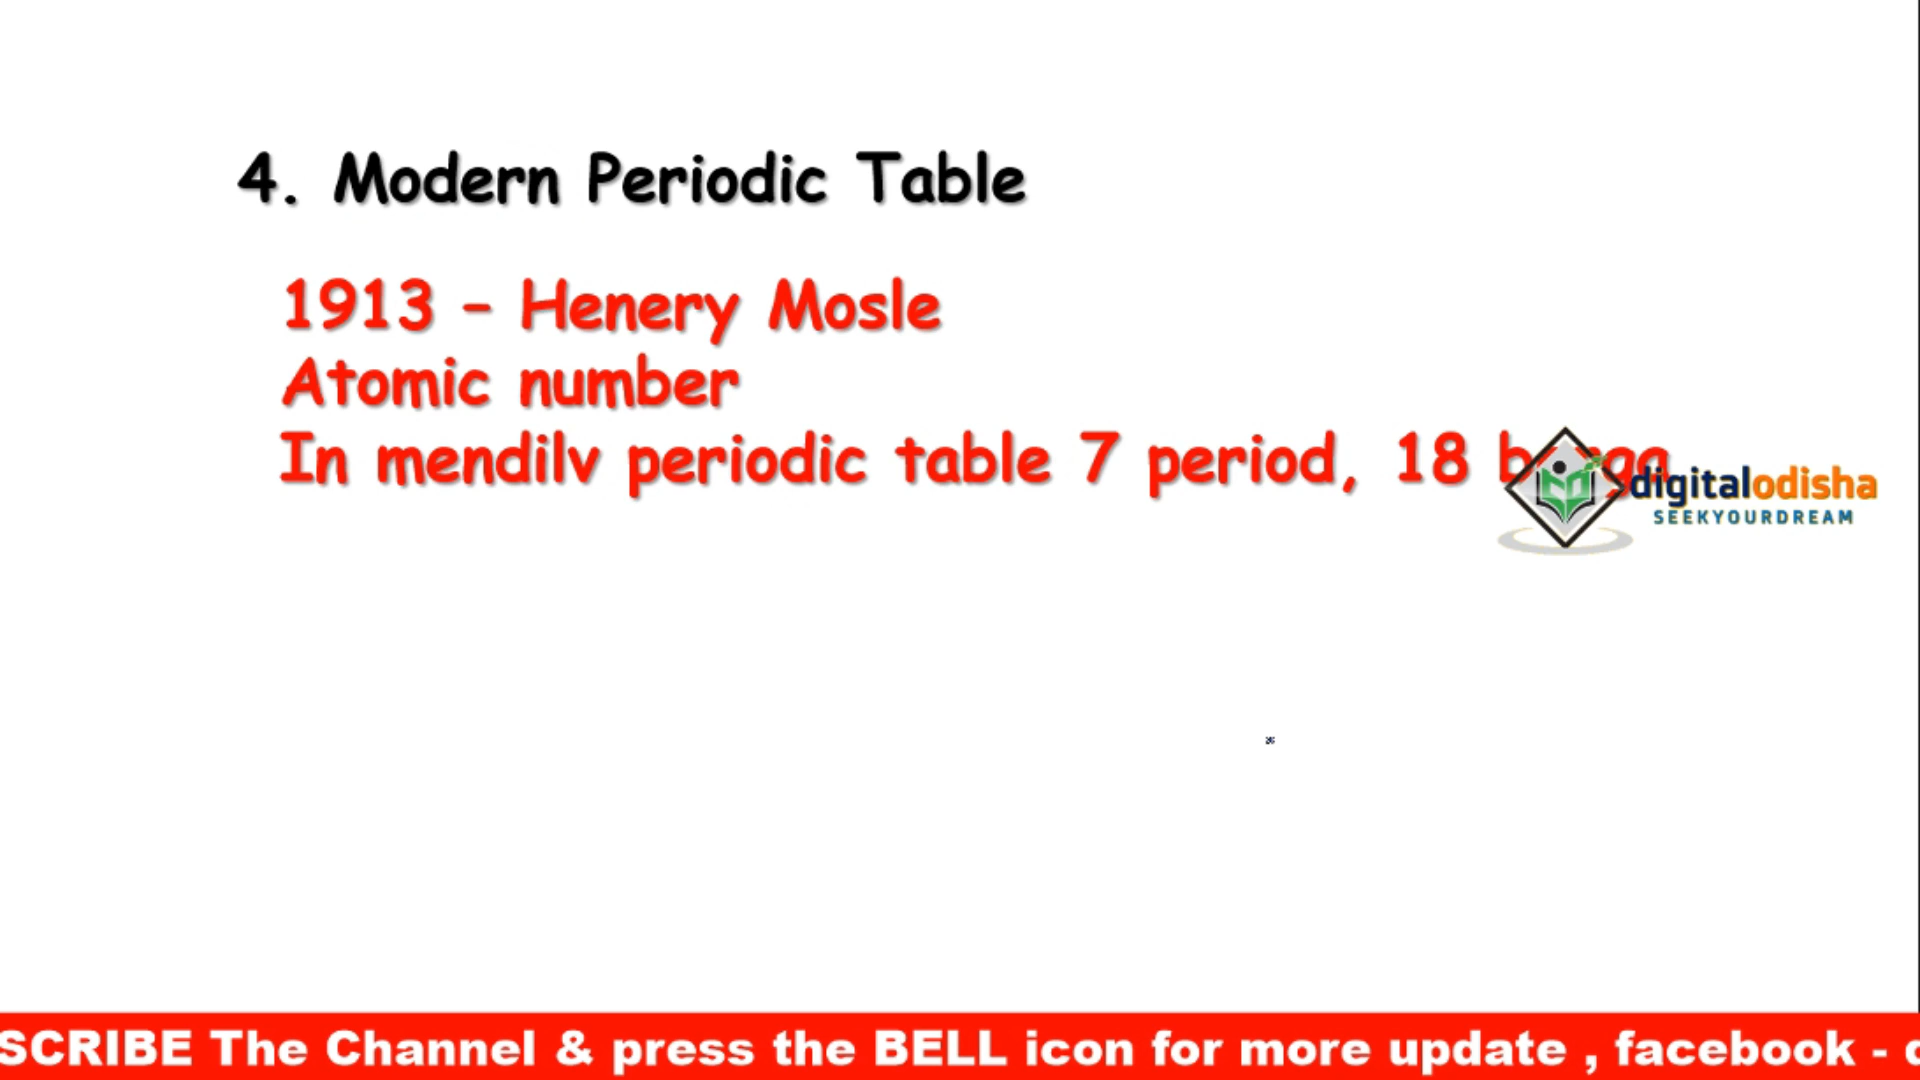 4. Modern Periodic Table
1913 - Henery Mosle
Atomic number
In mendilv periodic table 7 period, 18
digitalodisha
SEEKYOURDREAM
SCRIBE The Channel & press the BELL icon for more update , facebook -